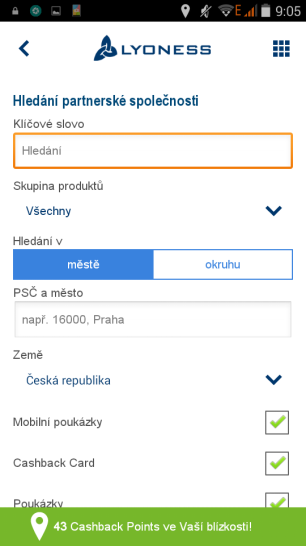 E 9:05
LYONESS
Hledání partnerské společnosti
Klíčové slovo
Hledání
Skupina produktů
Všechny
Hledání v
městě okruhu
PSČ a město
např. 16000, Praha
Země
Česká republika
Mobilní poukázky
Cashback Card
Poukázky
43 Cashback Points ve Vaší blízkosti!